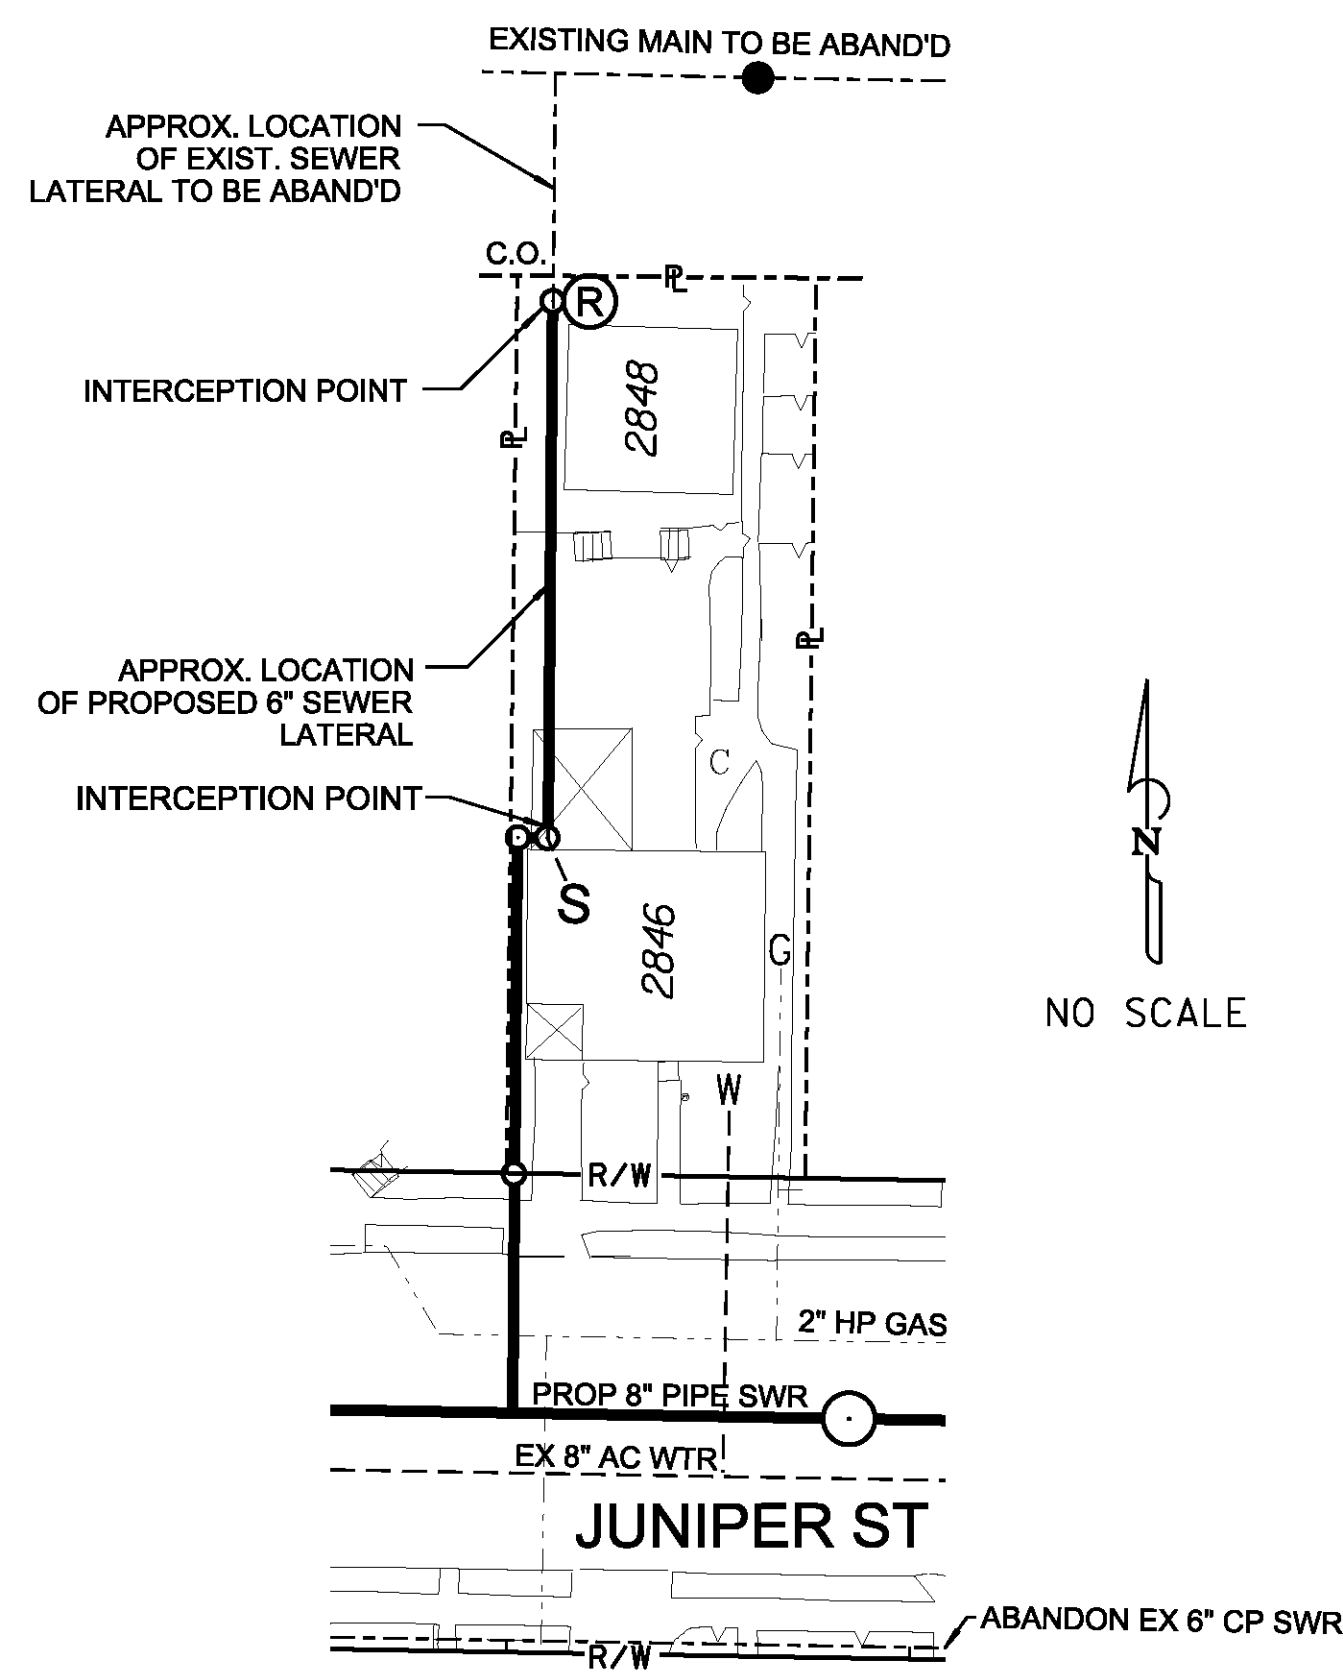 EXISTING MAIN TO BE ABAND'D
APPROX. LOCATION
OF EXIST. SEWER
LATERAL TO BE ABAND'D
C.O.
PL
R
INTERCEPTION POINT
2848
PL
PL
APPROX. LOCATION
OF PROPOSED 6" SEWER
LATERAL
C
INTERCEPTION POINT
S
2846
G
N
NO SCALE
W
R/W
2" HP GAS
PROP 8" PIPE SWR
EX 8" AC WTR
JUNIPER ST
ABANDON EX 6" CP SWR
R/W